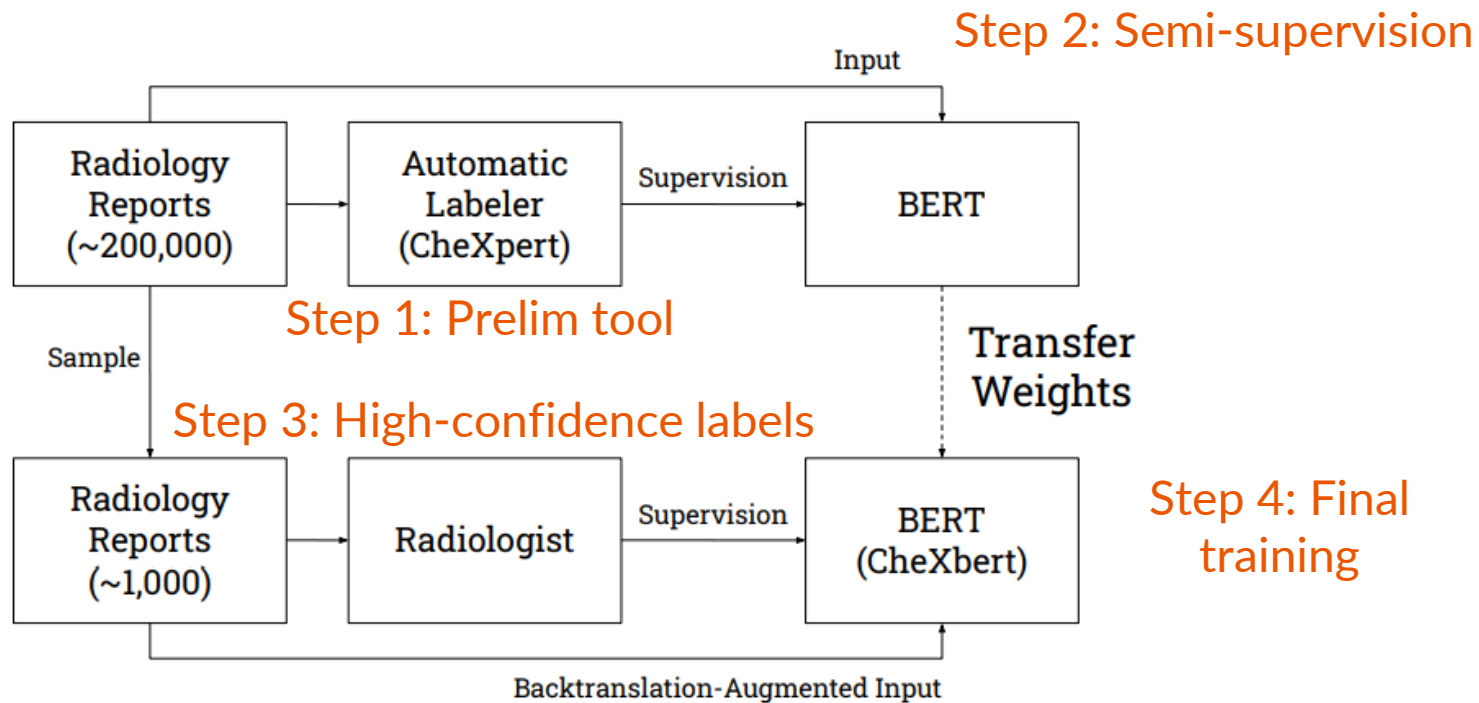 Step 2: Semi-supervision
Input
Radiology
Reports
(~200,000)
Automatic
Labeler
(CheXpert)
Supervision
BERT
Step 1: Prelim tool
Sample
Transfer
Weights
Step 3: High-confidence labels
Radiology
Reports
(~1,000)
Radiologist
Supervision
BERT
(CheXbert)
Step 4: Final
training
Backtranslation-Augmented Input